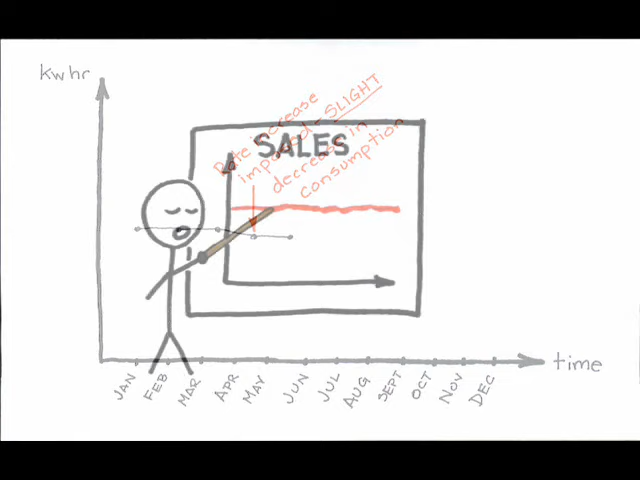 kwhr
Rate increase
imposed - SLIGHT
decrease in
consumption
SALES
time
JAN FEB MAR APR MAY JUN JUL AUG SEPT OCT NOV DEC